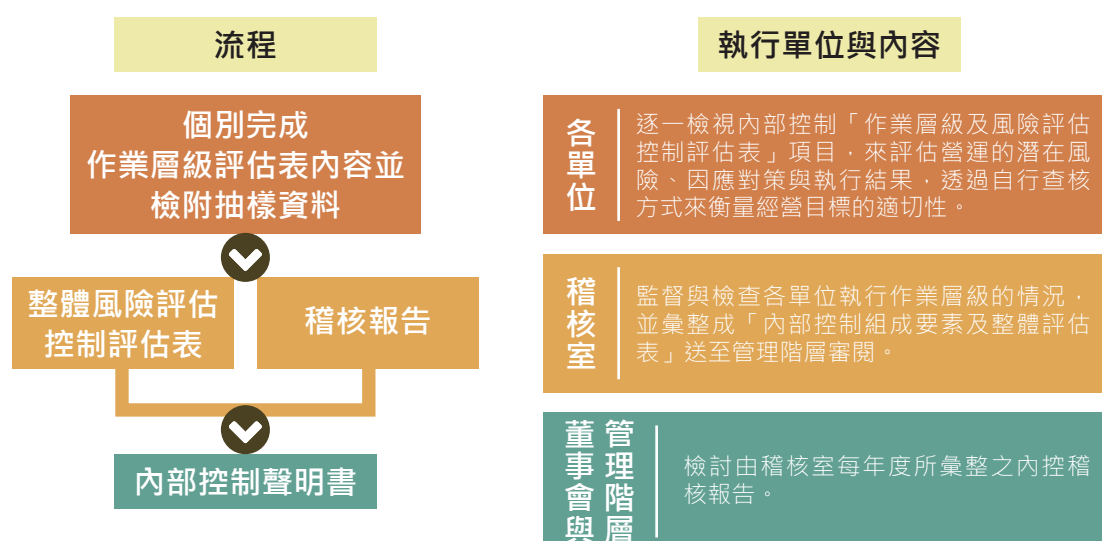 流程
個別完成
作業層級評估表內容並
檢附抽樣資料
整體風險評估
控制評估表
稽核報告
內部控制聲明書
執行單位與內容
各單位
逐一檢視內部控制「作業層級及風險評估
控制評估表」項目，來評估營運的潛在風
險、因應對策與執行結果，透過自行查核
方式來衡量經營目標的適切性。
稽核室
監督與檢查各單位執行作業層級的情況，
並彙整成「內部控制組成要素及整體評估
表」送至管理階層審閱。
董事會與
管理階層
檢討由稽核室每年度所彙整之內控稽
核報告。